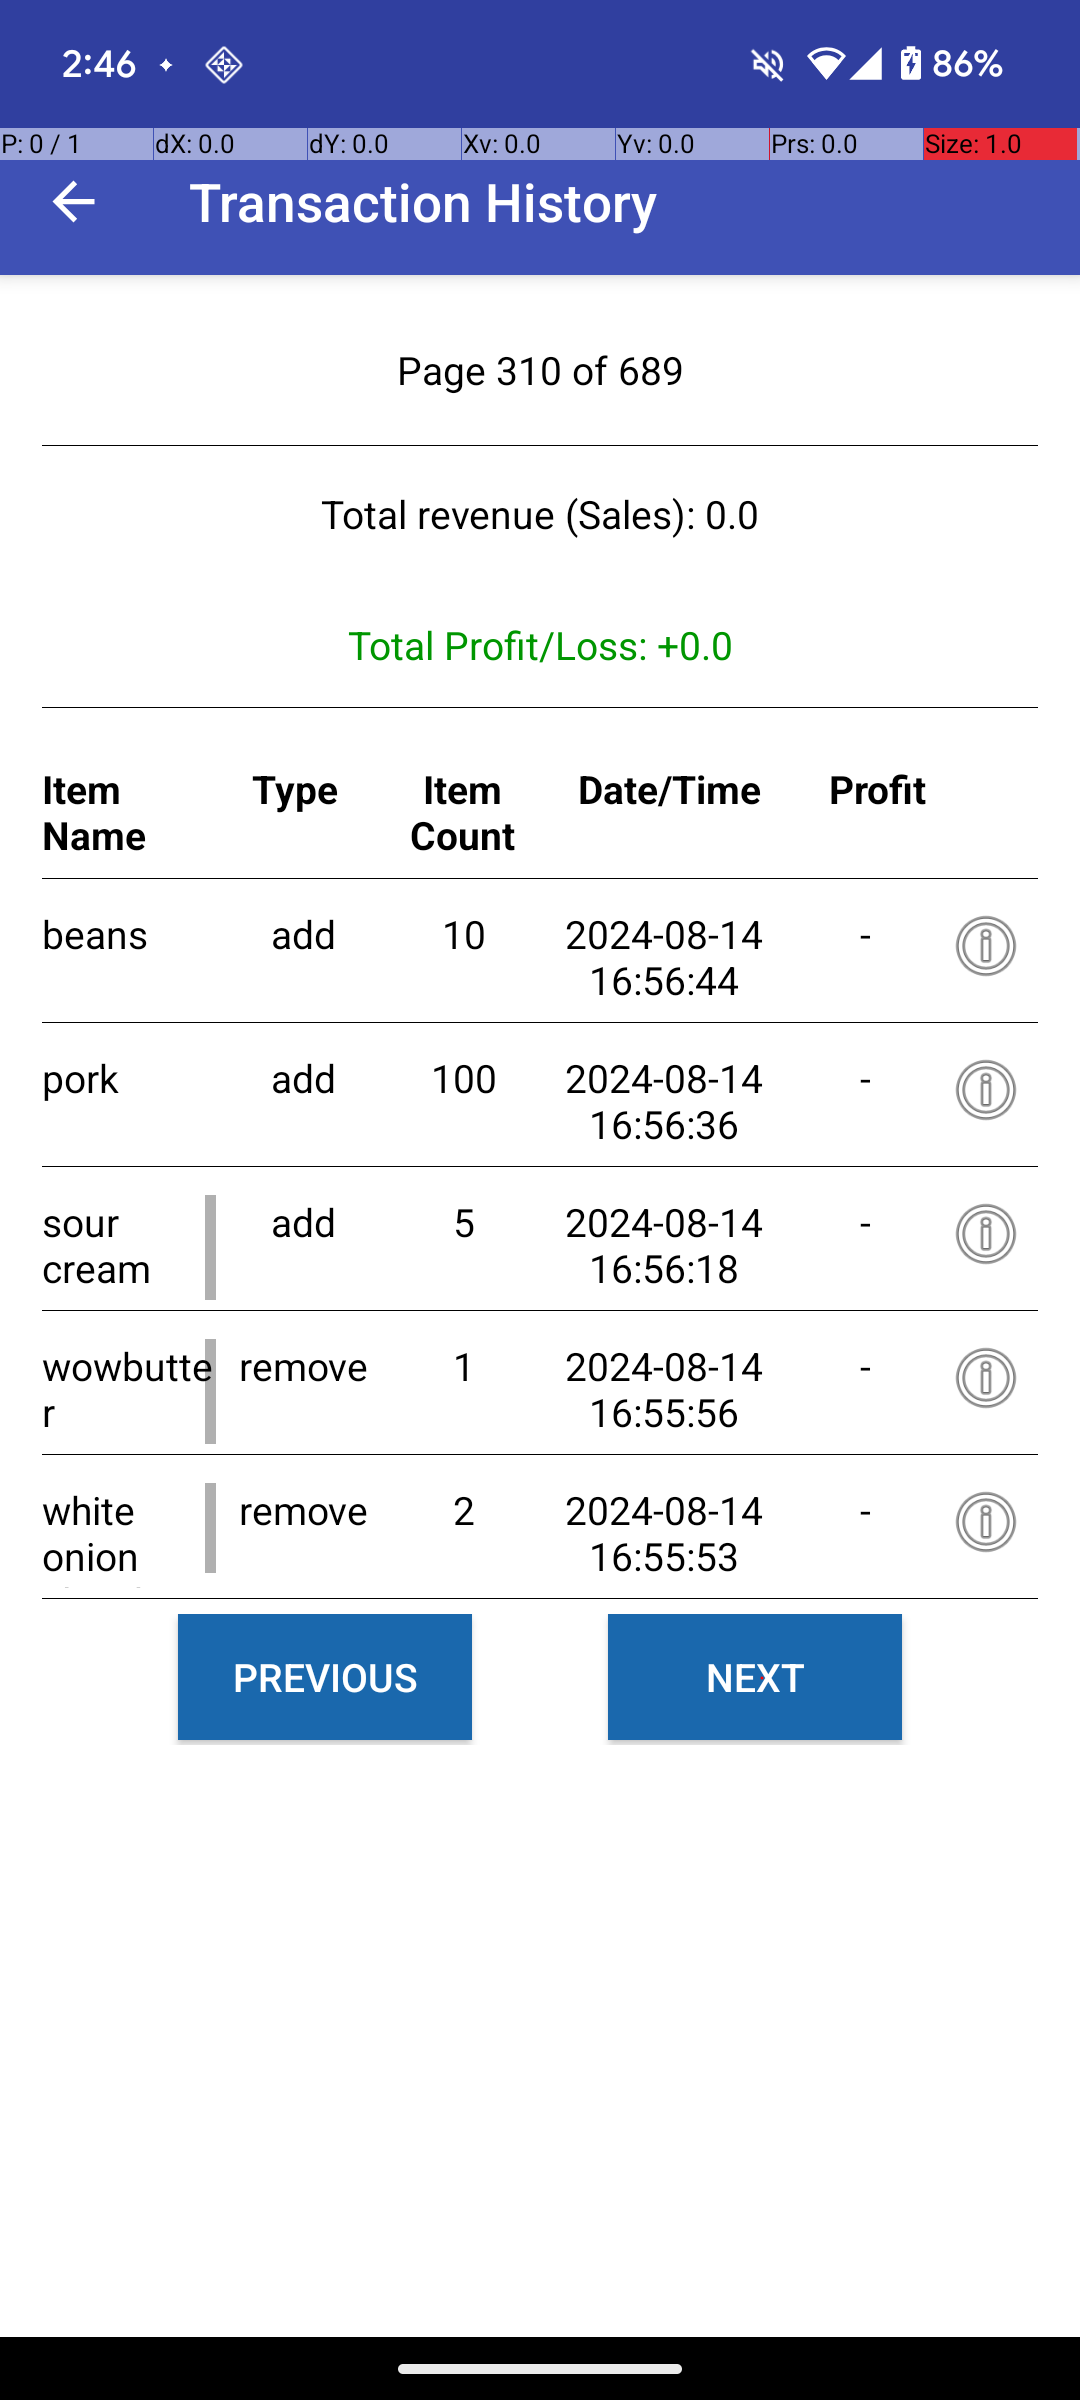 2:46 86%
P: 0 / 1 dX: 0.0 dY: 0.0 Xv: 0.0 Yv: 0.0 Prs: 0.0 Size: 1.0
Transaction History
Page 310 of 689
Total revenue (Sales): 0.0
Total Profit/Loss: +0.0
Item Name Type Item Count Date/Time Profit
beans add 10 2024-08-14 16:56:44 -
pork add 100 2024-08-14 16:56:36 -
sour cream add 5 2024-08-14 16:56:18 -
wowbutter remove 1 2024-08-14 16:55:56 -
white onion remove 2 2024-08-14 16:55:53 -
PREVIOUS NEXT